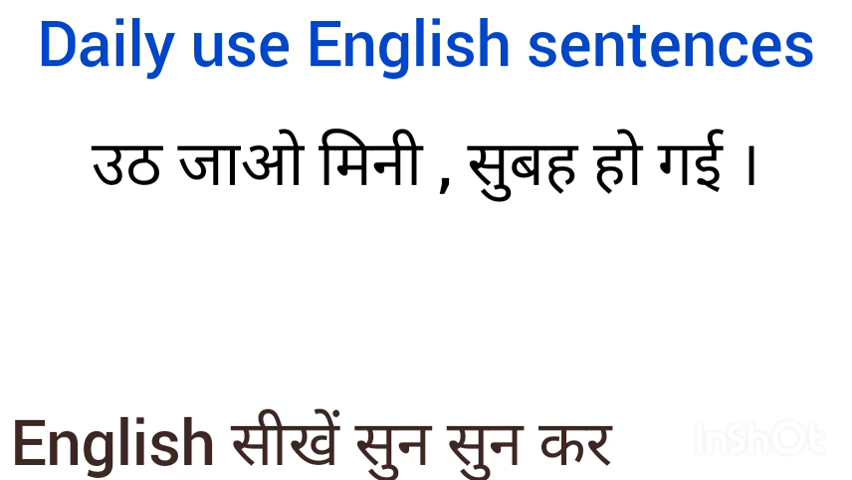 Daily use English sentences
उठ जाओ मिनी , सुबह हो गई ।
English सीखें सुन सुन कर
InShOt